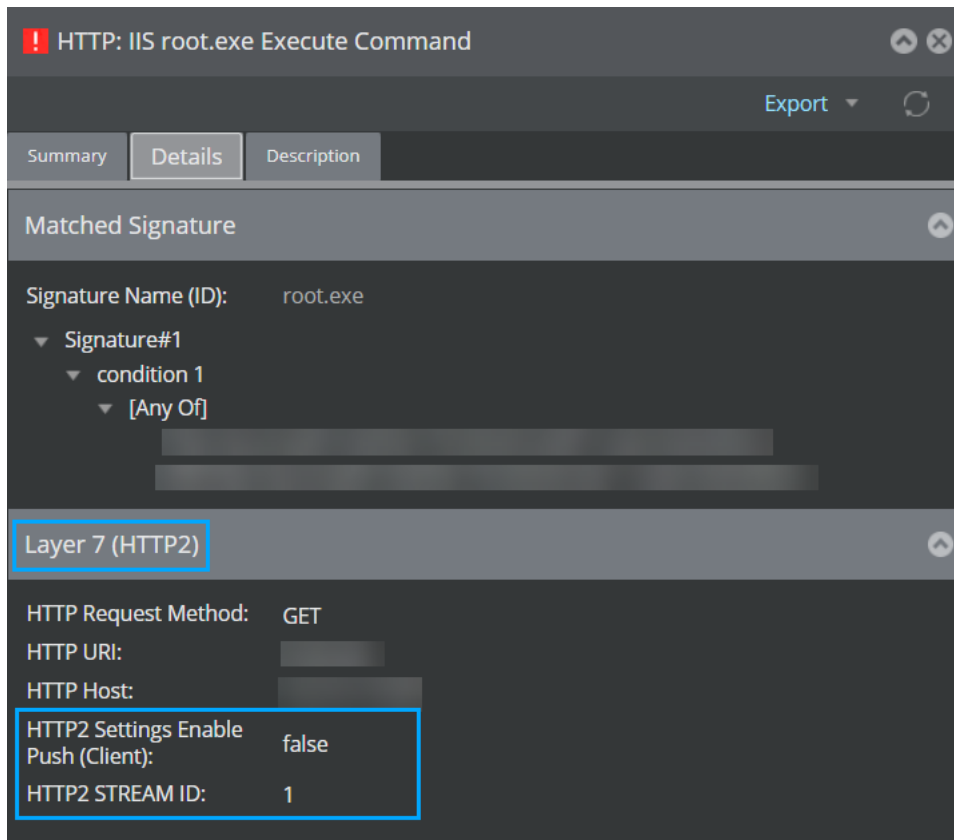 HTTP: IIS root.exe Execute Command
Export
Summary Details Description
Matched Signature
Signature Name (ID): root.exe
Signature#1
condition 1
[Any Of]
Layer 7 (HTTP2)
HTTP Request Method: GET
HTTP URI:
HTTP Host:
HTTP2 Settings Enable
Push (Client): false
HTTP2 STREAM ID: 1